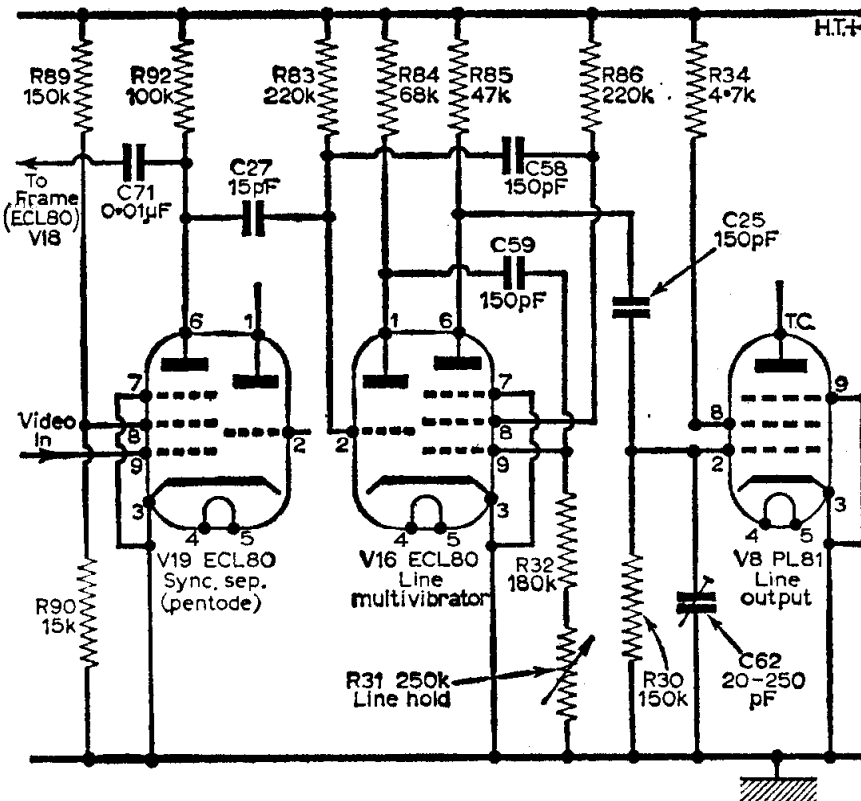 H.T.+
R89
150k
R92
100k
R83
220k
R84
68k
R85
47k
R86
220k
R34
4·7k
To
Frame
(ECL80)
V18
C71
0·01µF
C27
15pF
C58
150pF
C59
150pF
C25
150pF
6
1
7
8
9
2
3
4
5
Video
In
V19 ECL80
Sync. sep.
(pentode)
R90
15k
1
6
7
8
9
2
3
4
5
V16 ECL80
Line
multivibrator
R32
180k
R31 250k
Line hold
T.C.
9
8
2
3
4
5
V8 PL81
Line
output
R30
150k
C62
20-250
pF